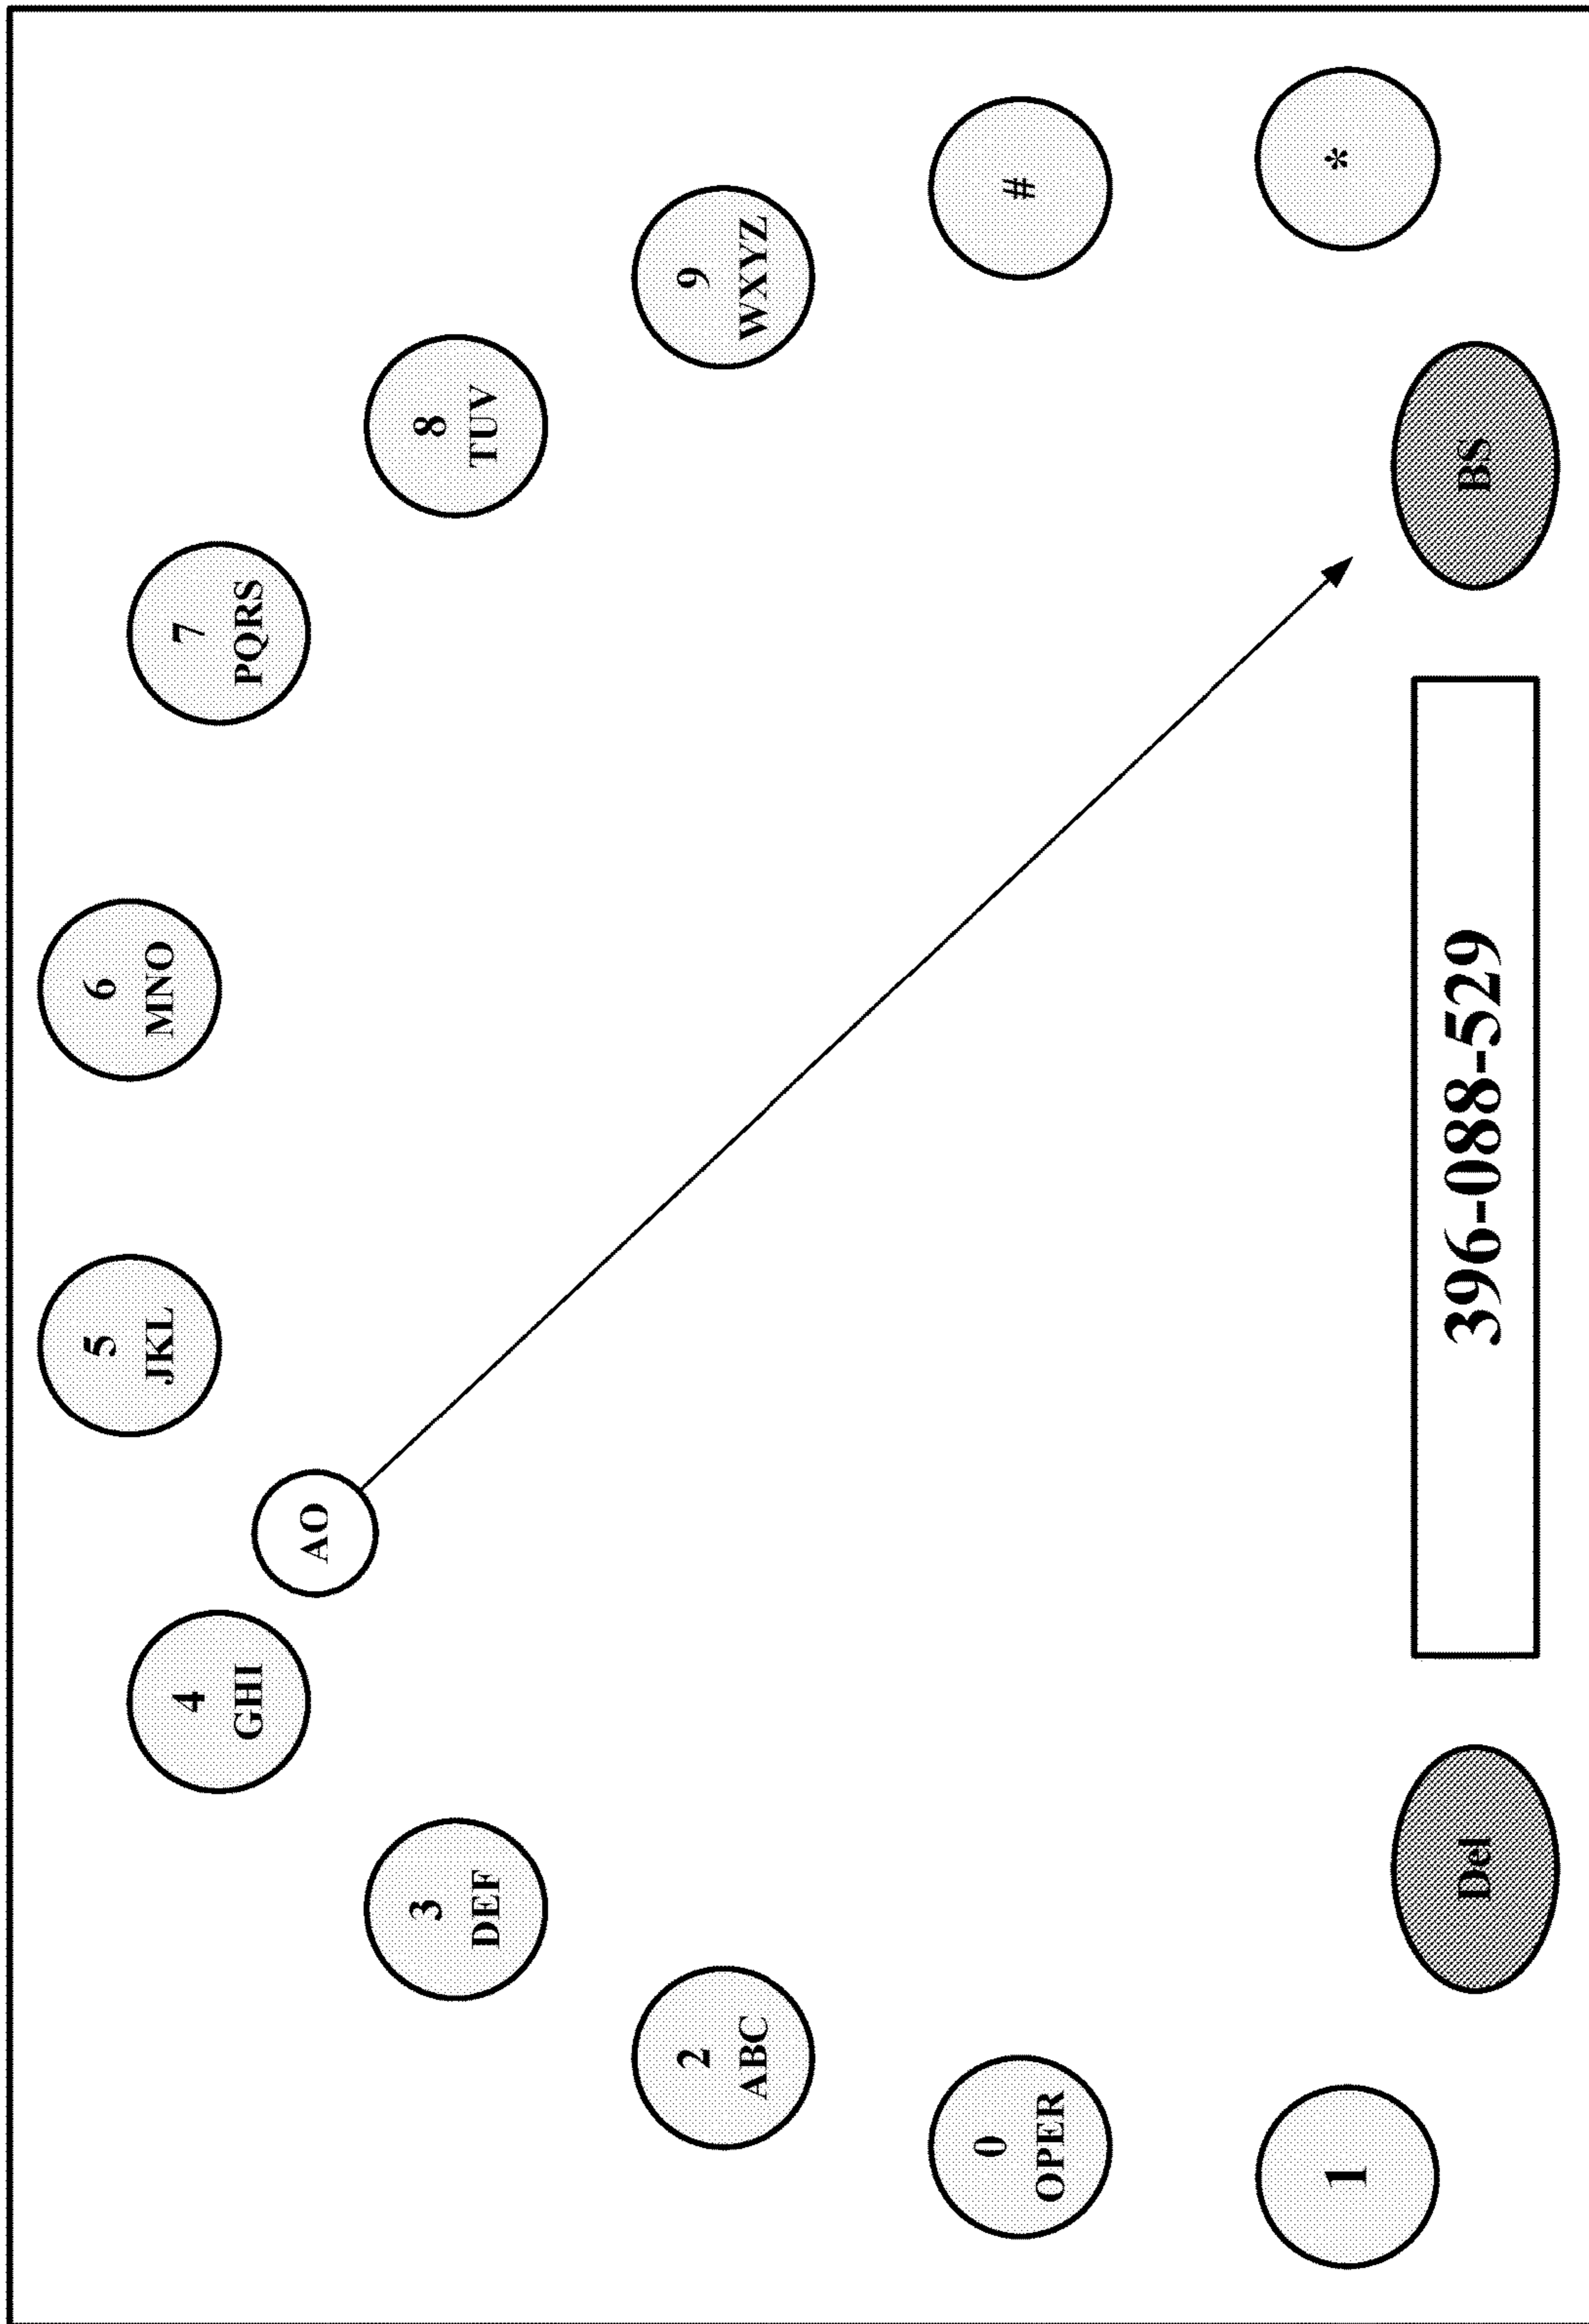 5
JKL
6
MNO
4
GHI
7
PQRS
AO
3
DEF
8
TUV
2
ABC
9
WXYZ
0
OPER
#
1
*
Del
396-088-529
BS